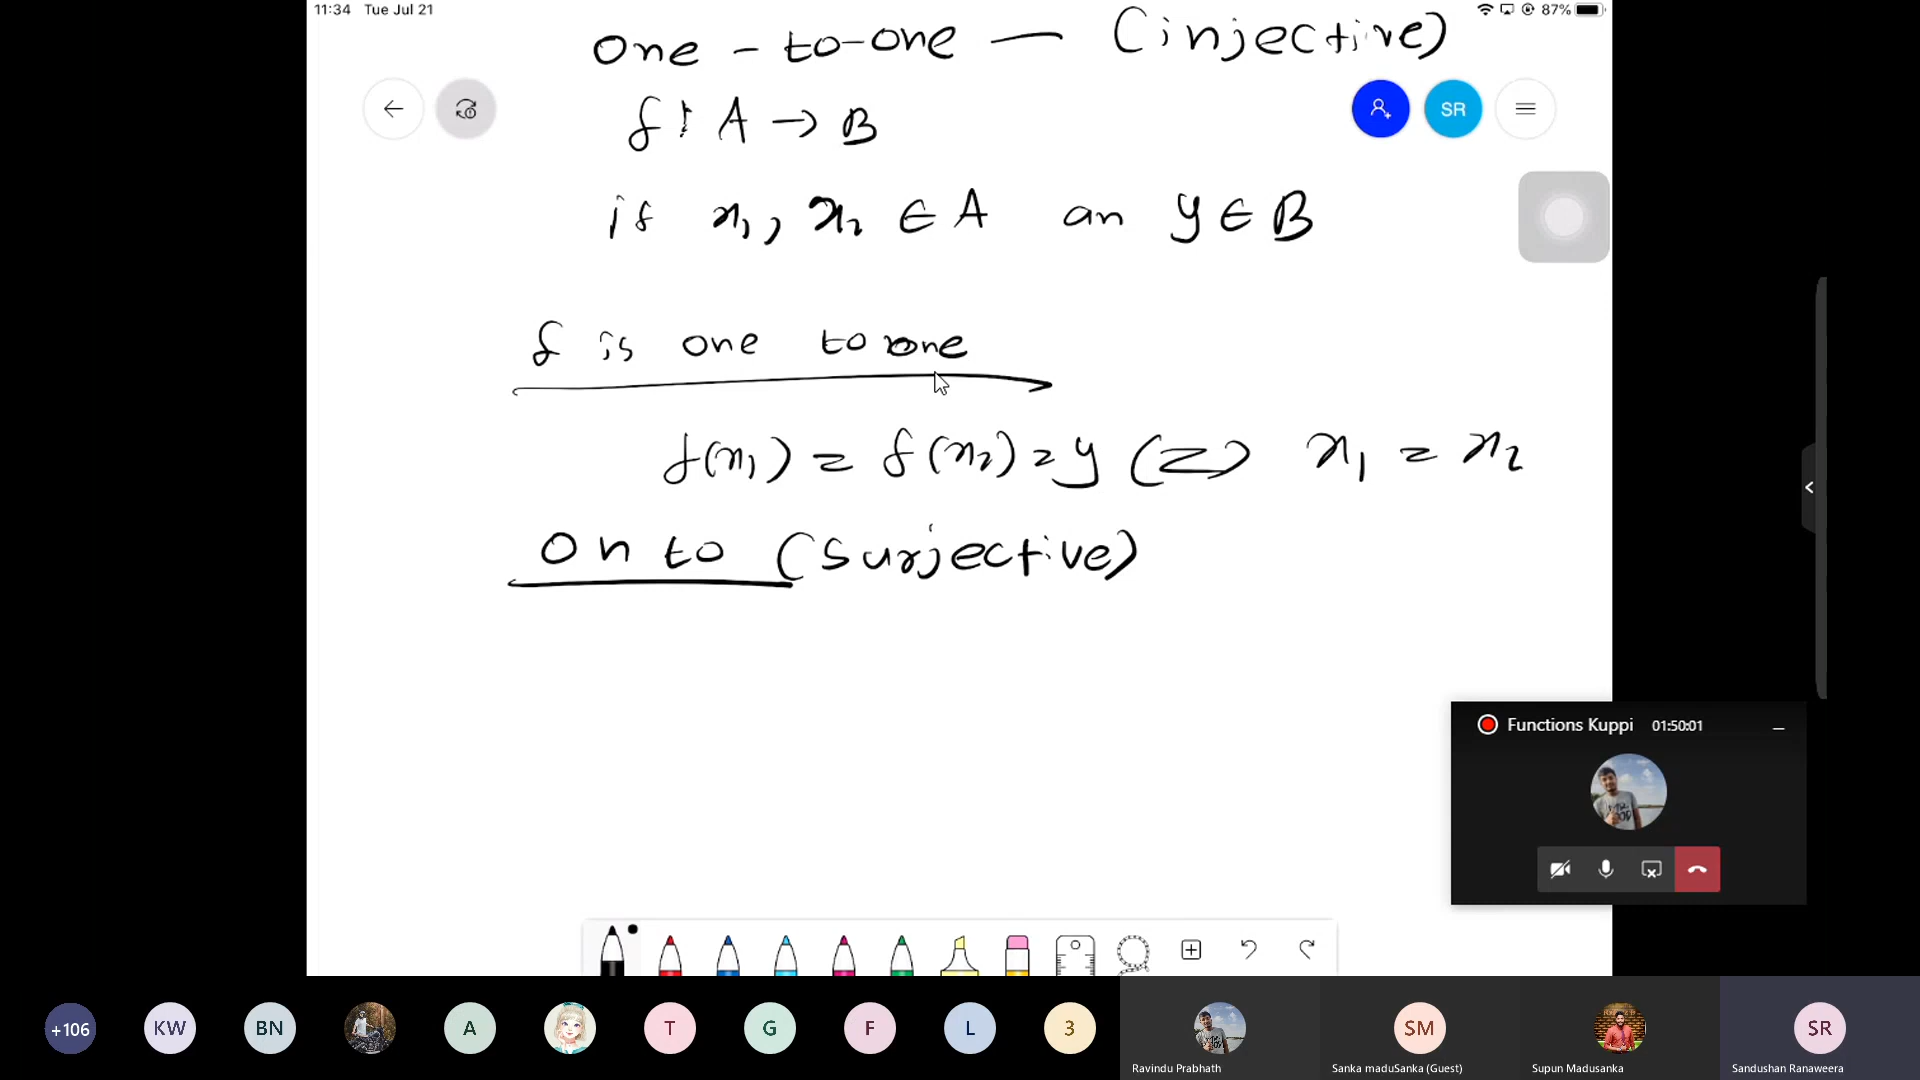 11:34 Tue Jul 21
87%
one - to-one — (injective)
f : A → B
SR
if x₁, x₂ ∈ A an y ∈ B
f is one to one
f(x₁) = f(x₂) = y (=) x₁ = x₂
on to (surjective)
Functions Kuppi 01:50:01
+106 KW BN A T G F L 3 SM SR
Ravindu Prabhath Sanka maduSanka (Guest) Supun Madusanka Sandushan Ranaweera